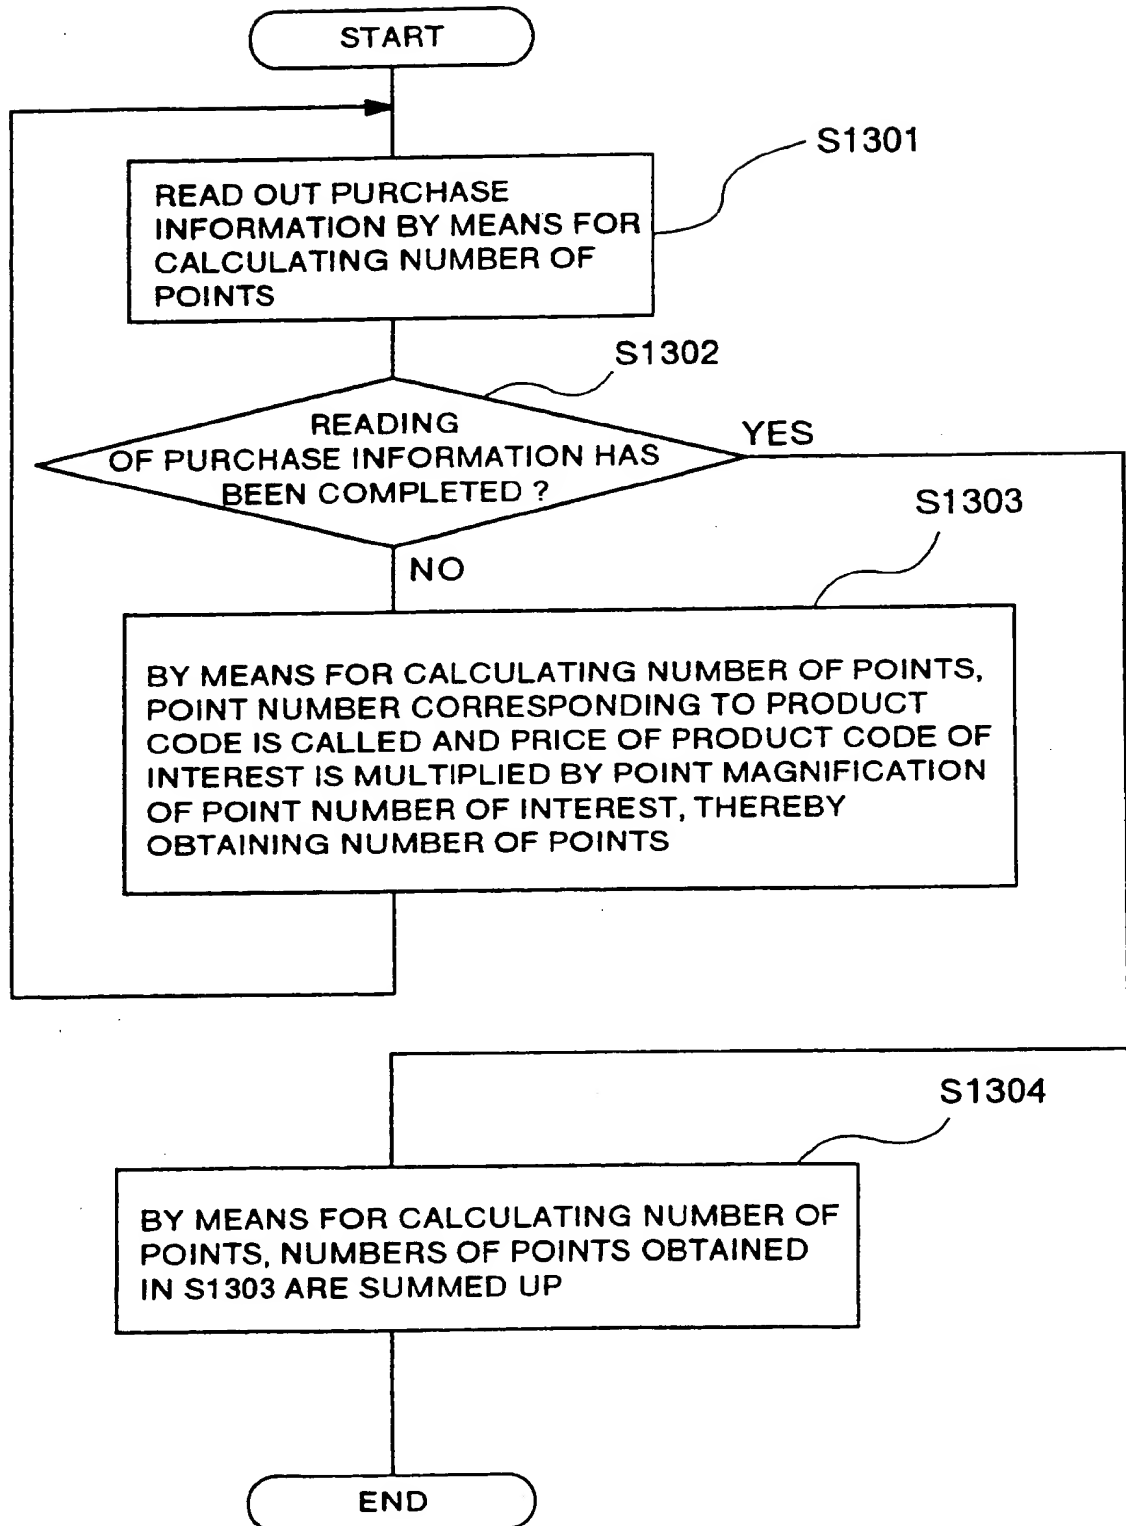 START
S1301
READ OUT PURCHASE
INFORMATION BY MEANS FOR
CALCULATING NUMBER OF
POINTS
S1302
READING
OF PURCHASE INFORMATION HAS
BEEN COMPLETED ?
YES
NO
S1303
BY MEANS FOR CALCULATING NUMBER OF POINTS,
POINT NUMBER CORRESPONDING TO PRODUCT
CODE IS CALLED AND PRICE OF PRODUCT CODE OF
INTEREST IS MULTIPLIED BY POINT MAGNIFICATION
OF POINT NUMBER OF INTEREST, THEREBY
OBTAINING NUMBER OF POINTS
S1304
BY MEANS FOR CALCULATING NUMBER OF
POINTS, NUMBERS OF POINTS OBTAINED
IN S1303 ARE SUMMED UP
END